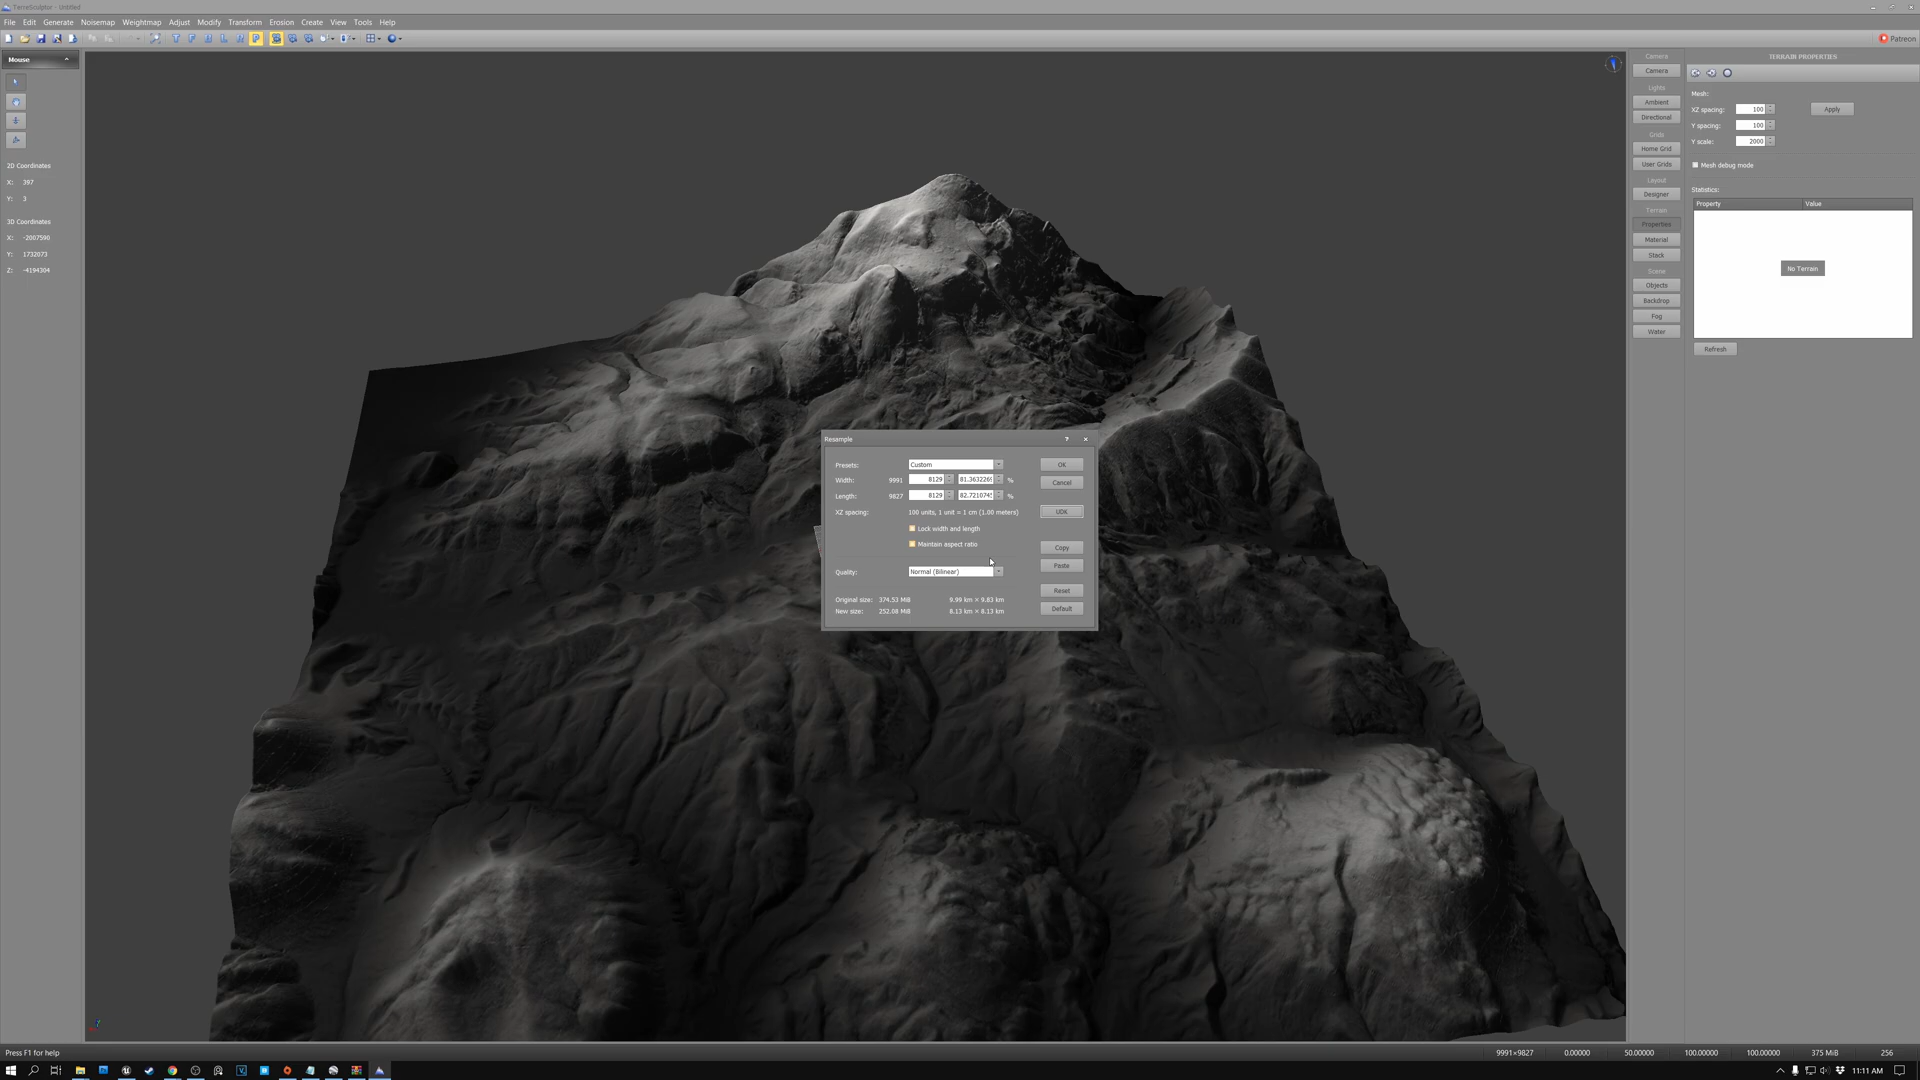 TerreSculptor - Untitled
File Edit Generate Noisemap Weightmap Adjust Modify Transform Erosion Create View Tools Help
Patreon
Mouse
2D Coordinates
X: 397
Y: 3
3D Coordinates
X: -2007590
Y: 1732073
Z: -4194304
Resample
Presets: Custom OK
Width: 9991 8129 81.3632269 %
Cancel
Length: 9827 8129 82.7210745 %
XZ spacing: 100 units, 1 unit = 1 cm (1.00 meters) UDK
Lock width and length
Maintain aspect ratio
Copy
Paste
Quality: Normal (Bilinear)
Reset
Original size: 374.53 MiB 9.99 km × 9.83 km
New size: 252.08 MiB 8.13 km × 8.13 km
Default
Camera
Camera
Lights
Ambient
Directional
Grids
Home Grid
User Grids
Layout
Designer
Terrain
Properties
Material
Stack
Scene
Objects
Backdrop
Fog
Water
TERRAIN PROPERTIES
Mesh:
XZ spacing: 100 Apply
Y spacing: 100
Y scale: 2000
Mesh debug mode
Statistics:
Property Value
No Terrain
Refresh
Press F1 for help
9991×9827 0.00000 50.00000 100.00000 100.00000 375 MiB 256
11:11 AM